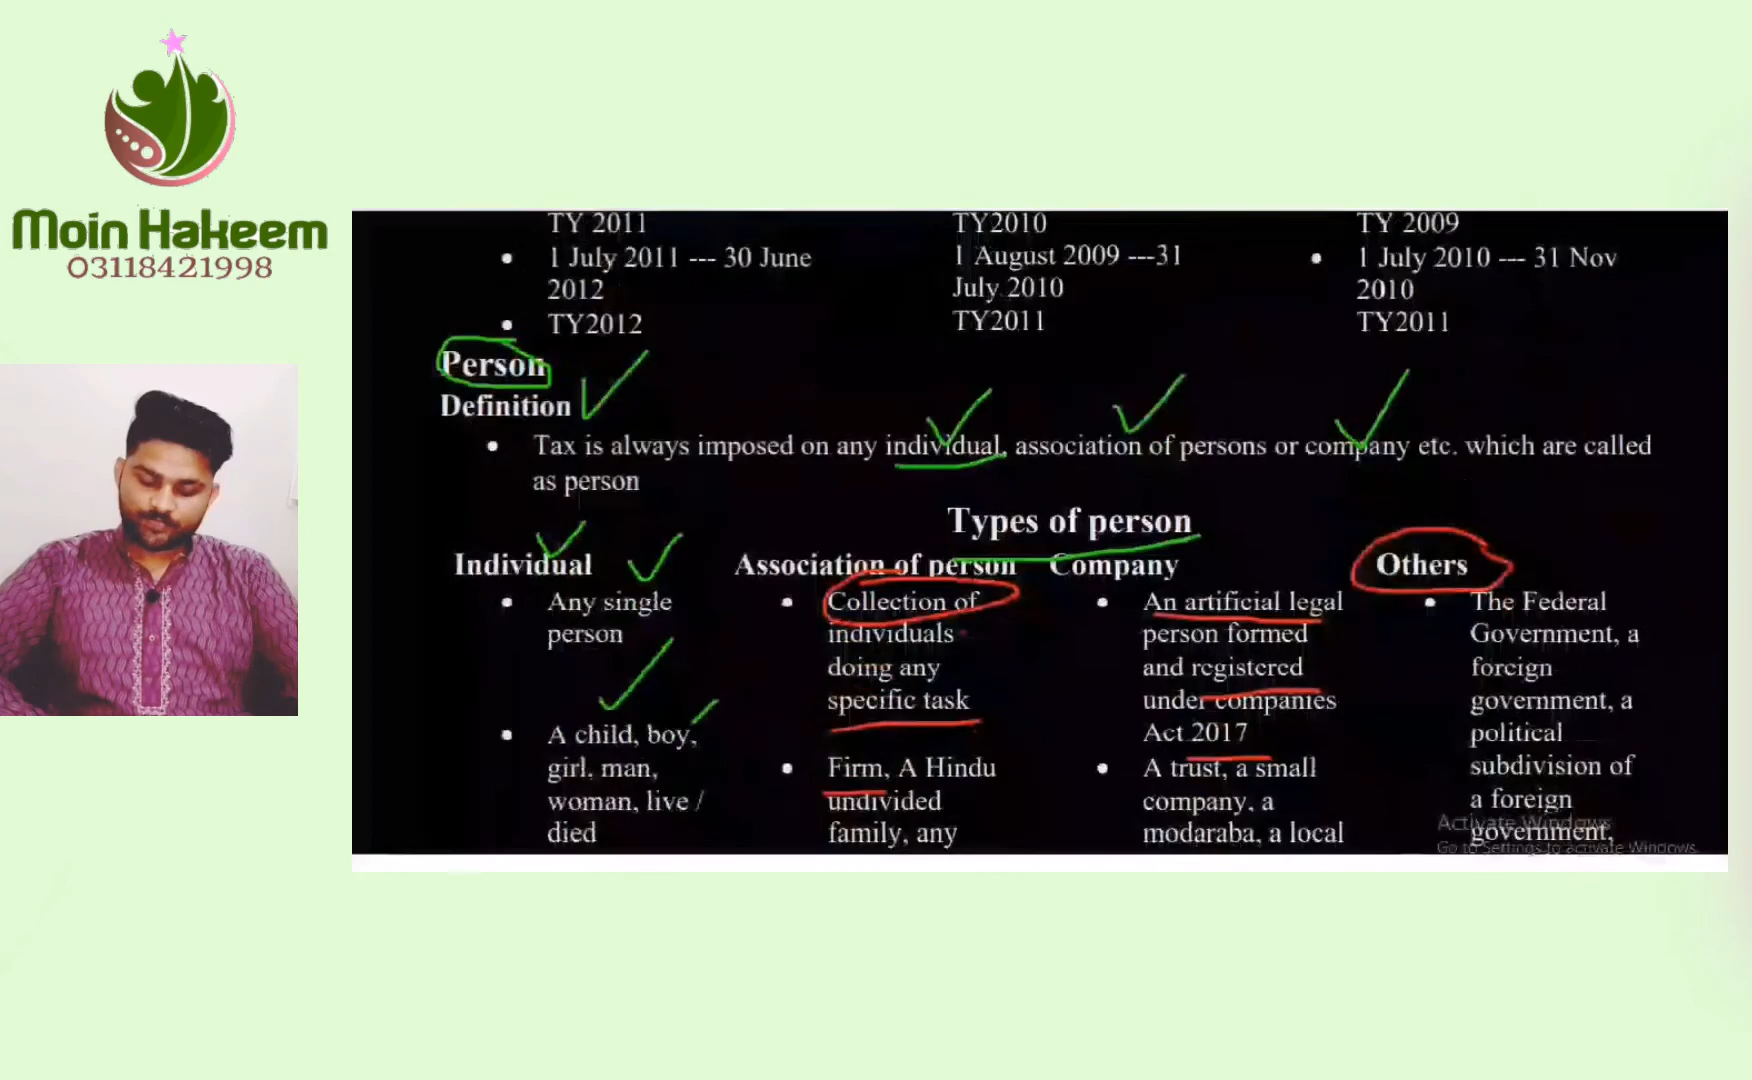 Moin Hakeem
03118421998
TY 2011
• 1 July 2011 --- 30 June
2012
• TY2012
TY2010
1 August 2009 ---31
July 2010
TY2011
TY 2009
• 1 July 2010 --- 31 Nov
2010
TY2011
Person
Definition
• Tax is always imposed on any individual, association of persons or company etc. which are called
as person
Types of person
Individual
• Any single
person
• A child, boy,
girl, man,
woman, live /
died
Association of person
• Collection of
individuals
doing any
specific task
• Firm, A Hindu
undivided
family, any
Company
• An artificial legal
person formed
and registered
under companies
Act 2017
• A trust, a small
company, a
modaraba, a local
Others
• The Federal
Government, a
foreign
government, a
political
subdivision of
a foreign
government,
Activate Windows
Go to Settings to activate Windows.